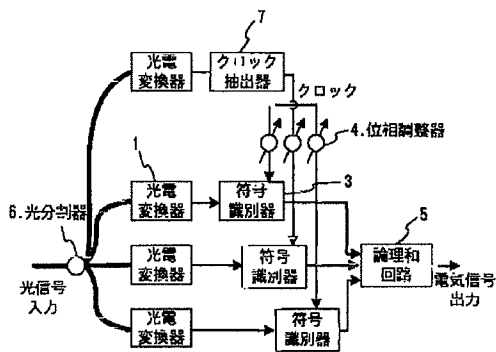 7
光電
変換器
クロック
抽出器
クロック
4.位相調整器
1
光電
変換器
符号
識別器
3
6.光分割器
5
光電
変換器
符号
識別器
論理和
回路
光信号
入力
電気信号
出力
光電
変換器
符号
識別器